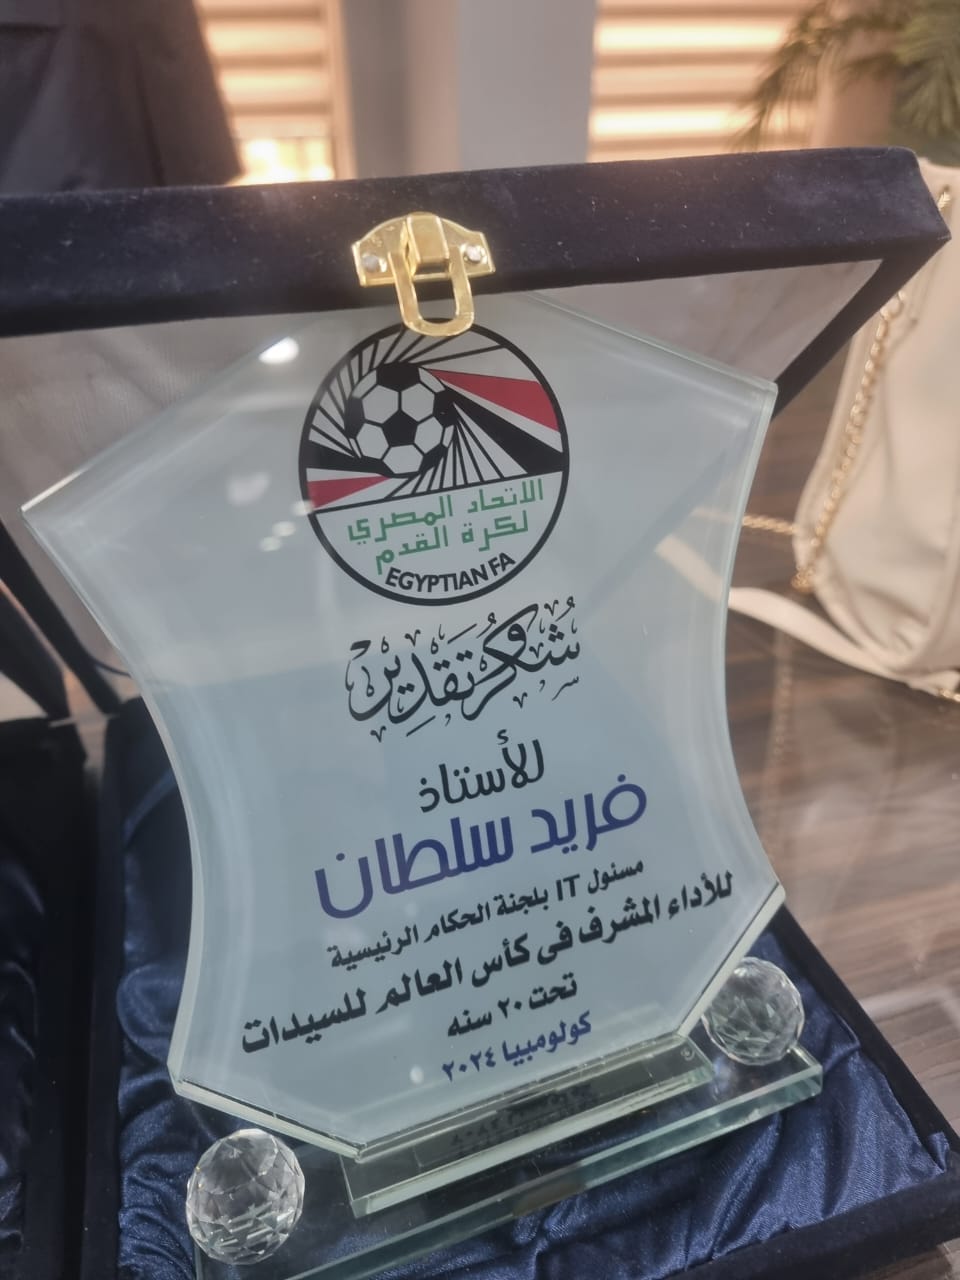 الاتحاد المصري
لكرة القدم
EGYPTIAN FA
شكر وتقدير
للأستاذ
فريد سلطان
مسئول IT بلجنة الحكام الرئيسية
للأداء المشرف فى كأس العالم للسيدات
تحت ٢٠ سنه
كولومبيا ٢٠٢٤